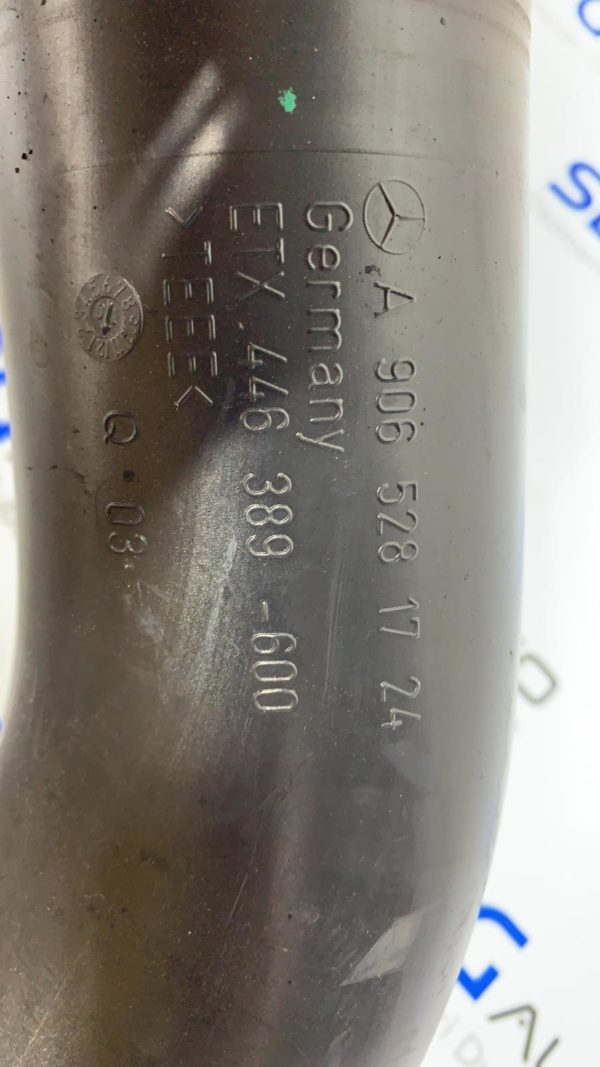 A 906 528 17 24
Germany
ETX 446 389 -600
>TEEE<
Q 03